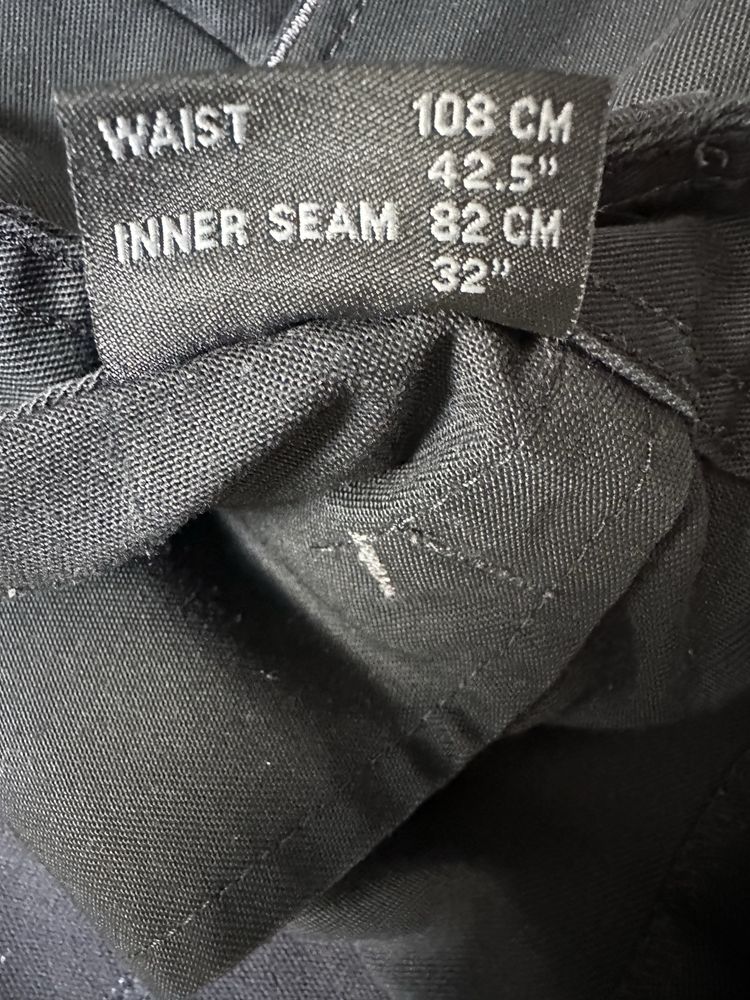 WAIST 108 CM
42.5"
INNER SEAM 82 CM
32"